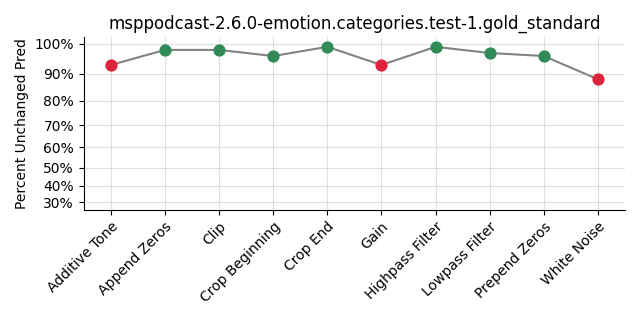 msppodcast-2.6.0-emotion.categories.test-1.gold_standard
Percent Unchanged Pred
100%
90%
80%
70%
60%
50%
40%
30%
Additive Tone
Append Zeros
Clip
Crop Beginning
Crop End
Gain
Highpass Filter
Lowpass Filter
Prepend Zeros
White Noise